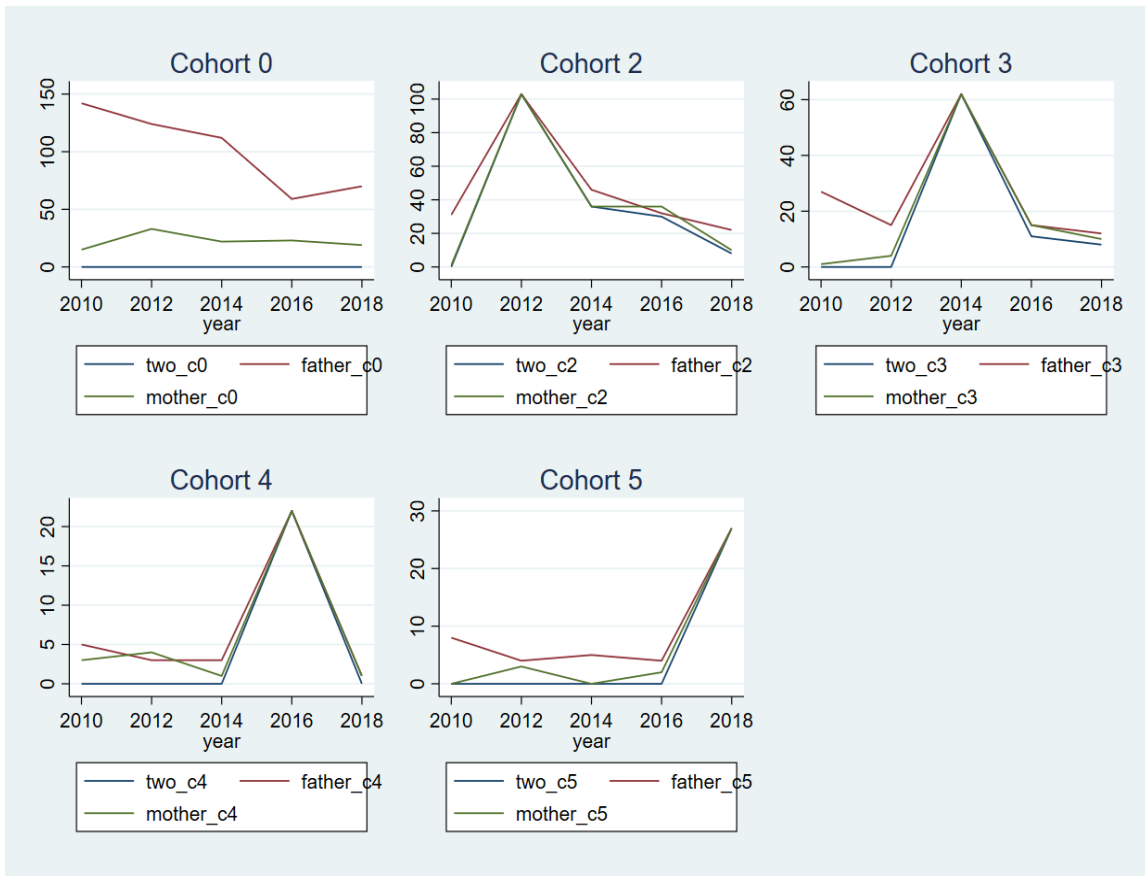 Cohort 0
150
100
50
0
2010 2012 2014 2016 2018
year
two_c0 father_c0
mother_c0
Cohort 2
100
80
60
40
20
0
2010 2012 2014 2016 2018
year
two_c2 father_c2
mother_c2
Cohort 3
60
40
20
0
2010 2012 2014 2016 2018
year
two_c3 father_c3
mother_c3
Cohort 4
20
15
10
5
0
2010 2012 2014 2016 2018
year
two_c4 father_c4
mother_c4
Cohort 5
30
20
10
0
2010 2012 2014 2016 2018
year
two_c5 father_c5
mother_c5